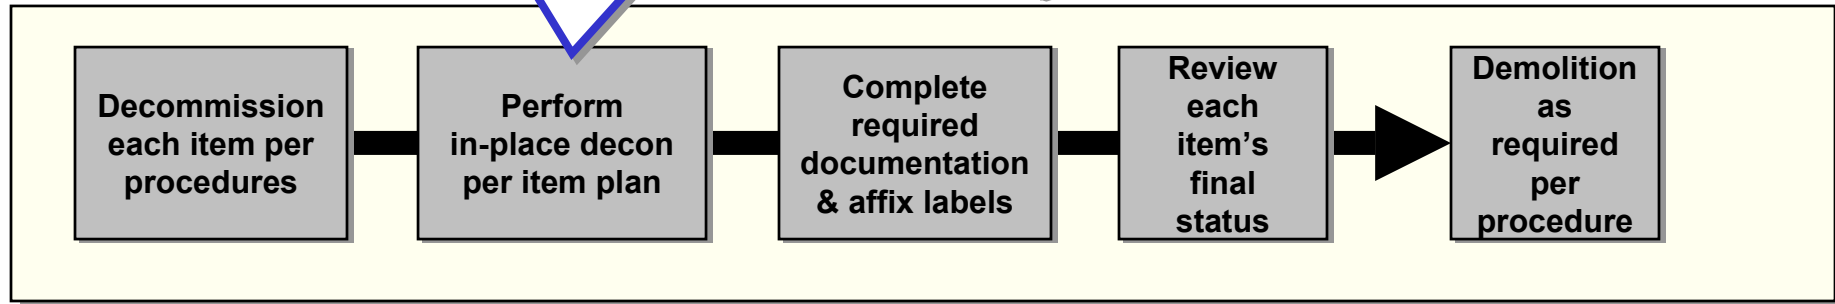 Decommission
each item per
procedures
Perform
in-place decon
per item plan
Complete
required
documentation
& affix labels
Review
each
item’s
final
status
Demolition
as
required
per
procedure